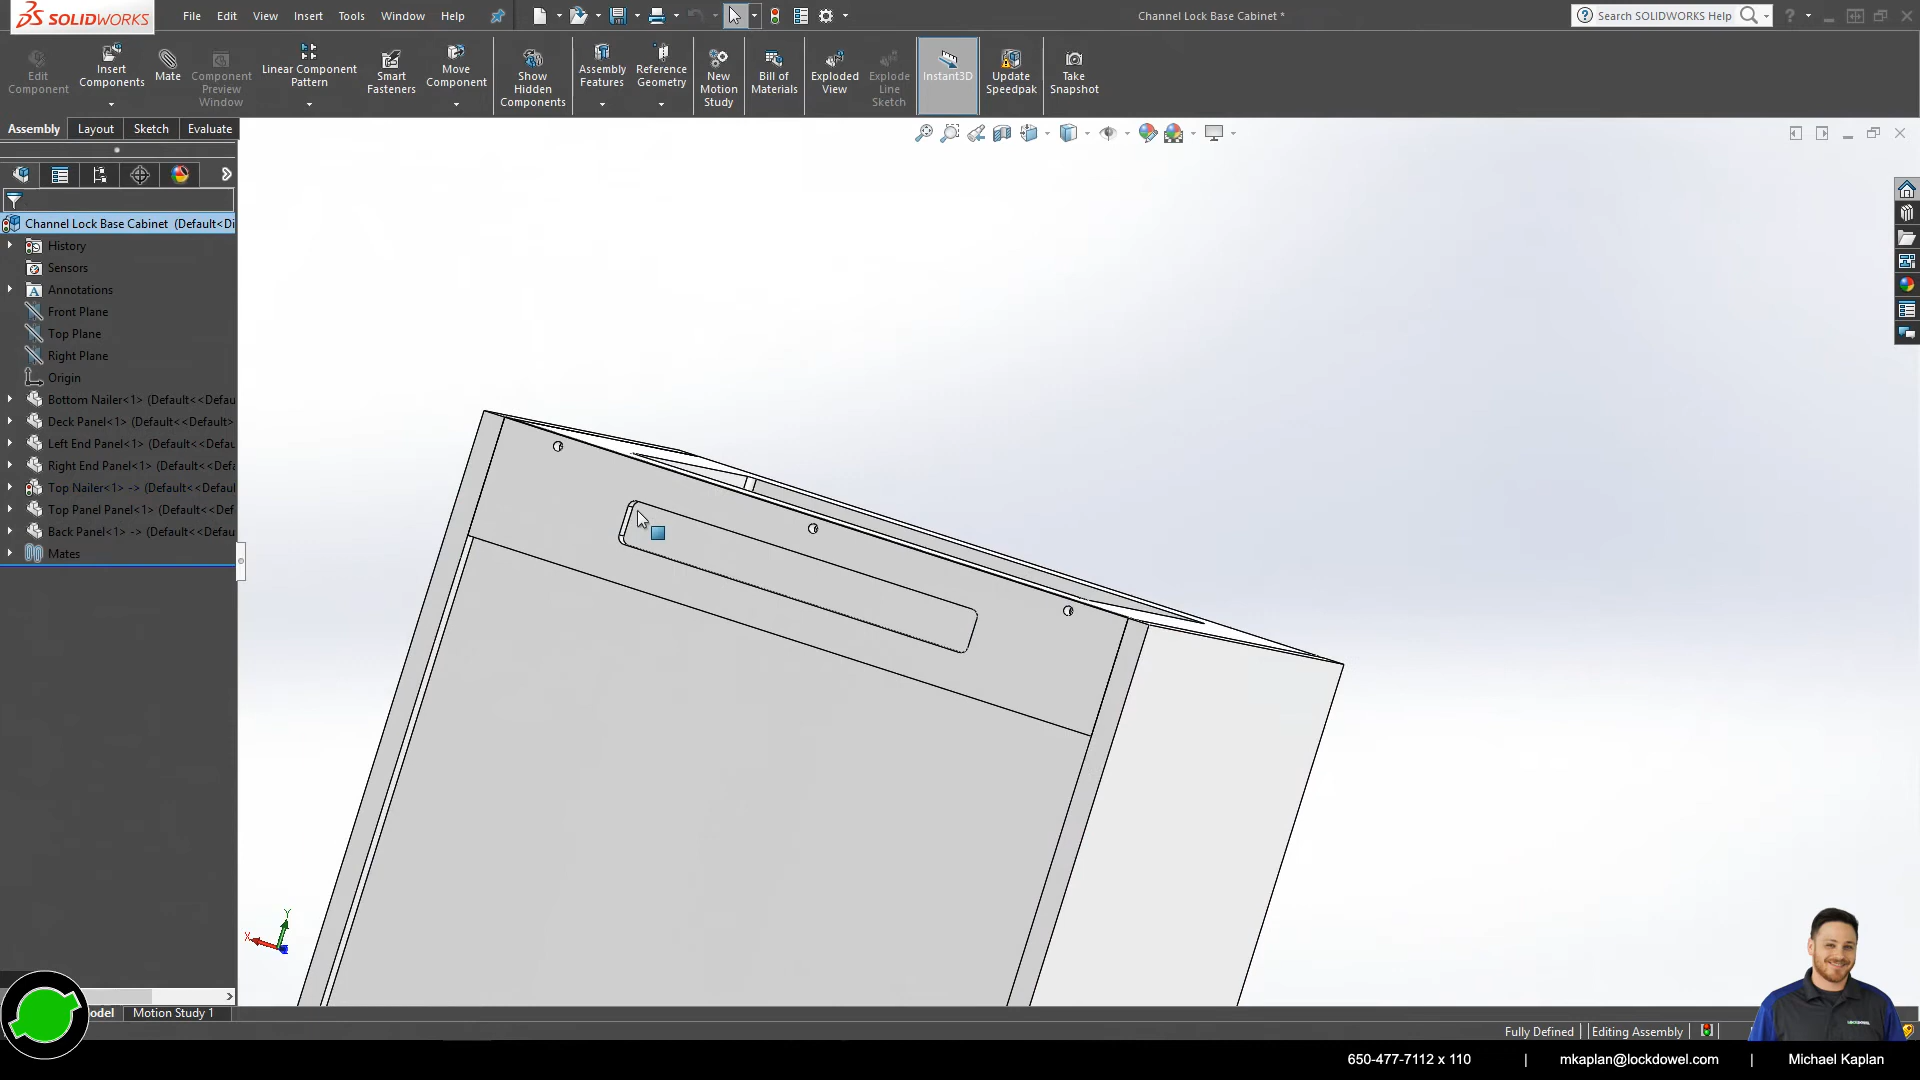 SOLIDWORKS
File Edit View Insert Tools Window Help
Channel Lock Base Cabinet *
Search SOLIDWORKS Help
Edit Component
Insert Components
Mate
Component Preview Window
Linear Component Pattern
Smart Fasteners
Move Component
Show Hidden Components
Assembly Features
Reference Geometry
New Motion Study
Bill of Materials
Exploded View
Explode Line Sketch
Instant3D
Update Speedpak
Take Snapshot
Assembly Layout Sketch Evaluate
Channel Lock Base Cabinet (Default<Di
History
Sensors
Annotations
Front Plane
Top Plane
Right Plane
Origin
Bottom Nailer<1> (Default<<Defau
Deck Panel<1> (Default<<Default>
Left End Panel<1> (Default<<Defau
Right End Panel<1> (Default<<Defa
Top Nailer<1> -> (Default<<Defaul
Top Panel Panel<1> (Default<<Defa
Back Panel<1> -> (Default<<Defau
Mates
Y
X
odel Motion Study 1
Fully Defined Editing Assembly
650-477-7112 x 110 | mkaplan@lockdowel.com | Michael Kaplan